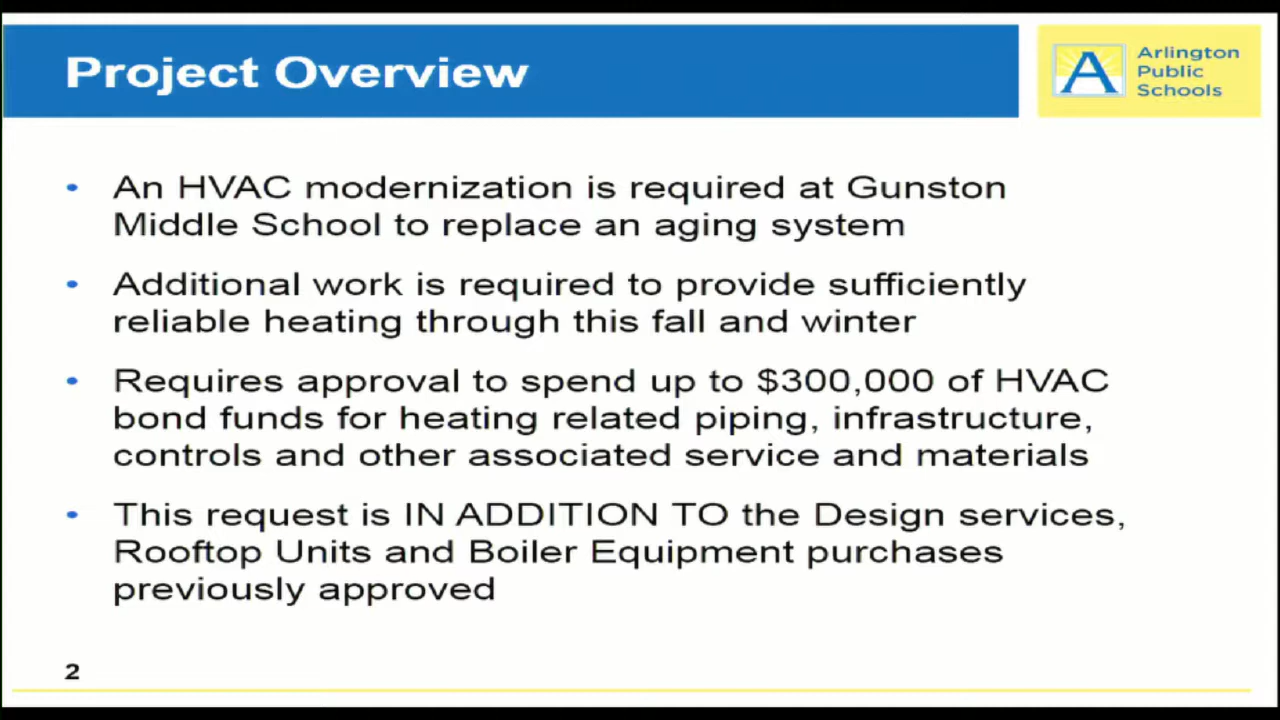 Project Overview
Arlington
Public
Schools
A
• An HVAC modernization is required at Gunston
Middle School to replace an aging system
• Additional work is required to provide sufficiently
reliable heating through this fall and winter
• Requires approval to spend up to $300,000 of HVAC
bond funds for heating related piping, infrastructure,
controls and other associated service and materials
• This request is IN ADDITION TO the Design services,
Rooftop Units and Boiler Equipment purchases
previously approved
2